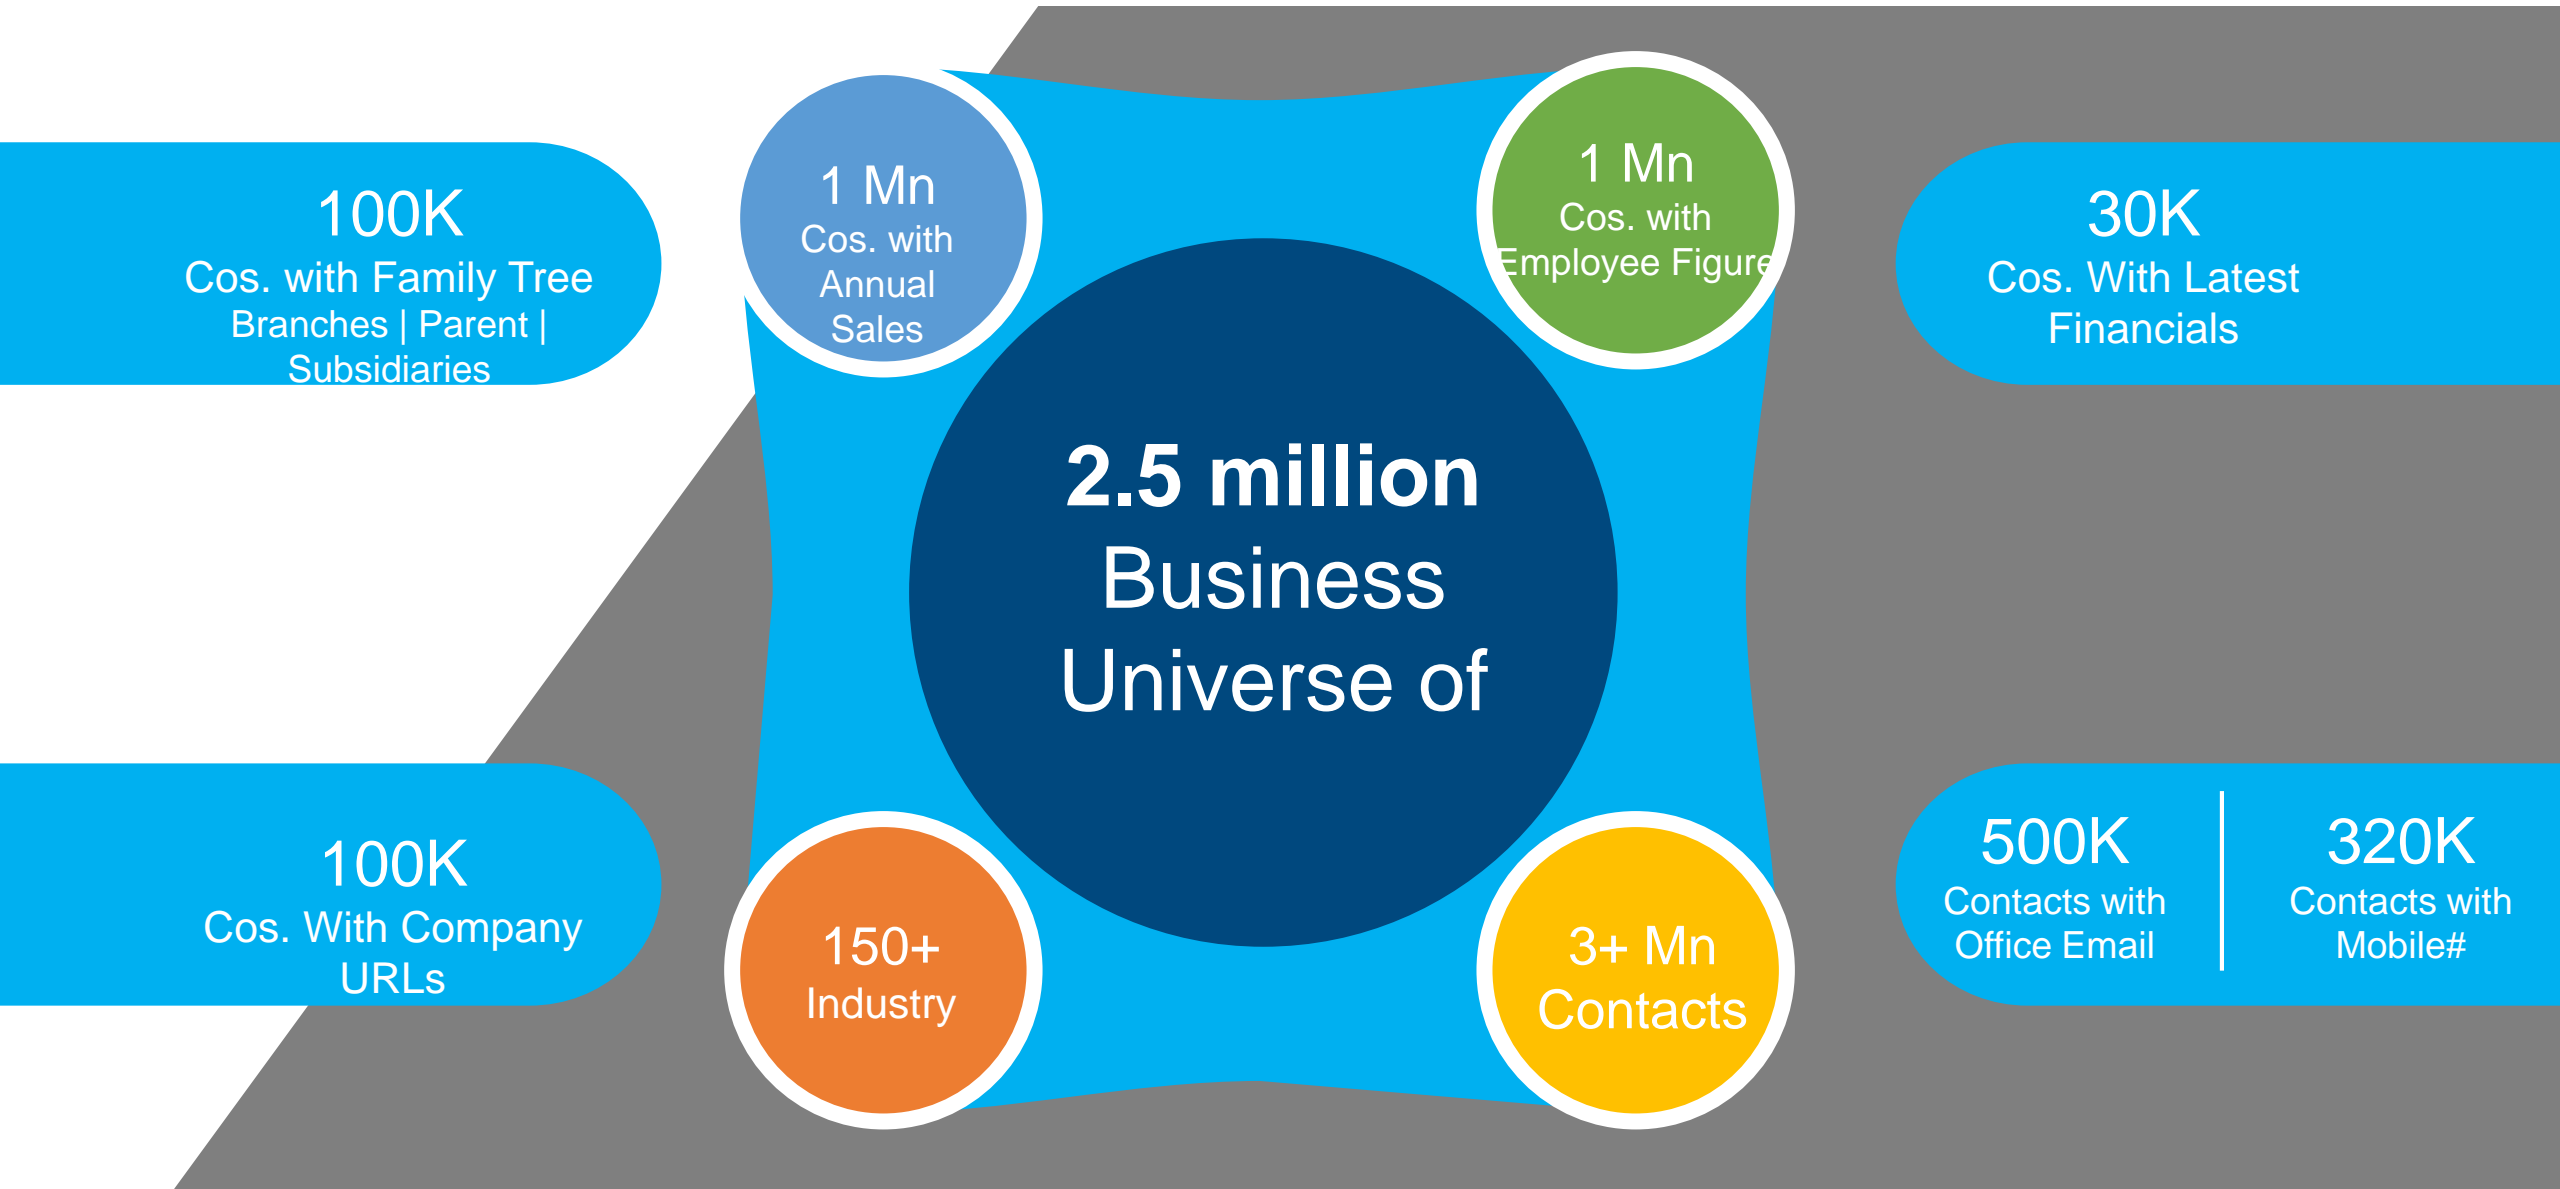 100K
Cos. with Family Tree
Branches | Parent |
Subsidiaries
1 Mn
Cos. with
Annual
Sales
1 Mn
Cos. with
Employee Figure
30K
Cos. With Latest
Financials
2.5 million
Business
Universe of
100K
Cos. With Company
URLs
150+
Industry
3+ Mn
Contacts
500K
Contacts with
Office Email
320K
Contacts with
Mobile#